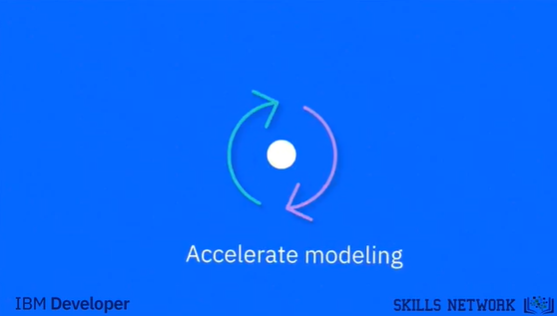 Accelerate modeling
IBM Developer
SKILLS NETWORK